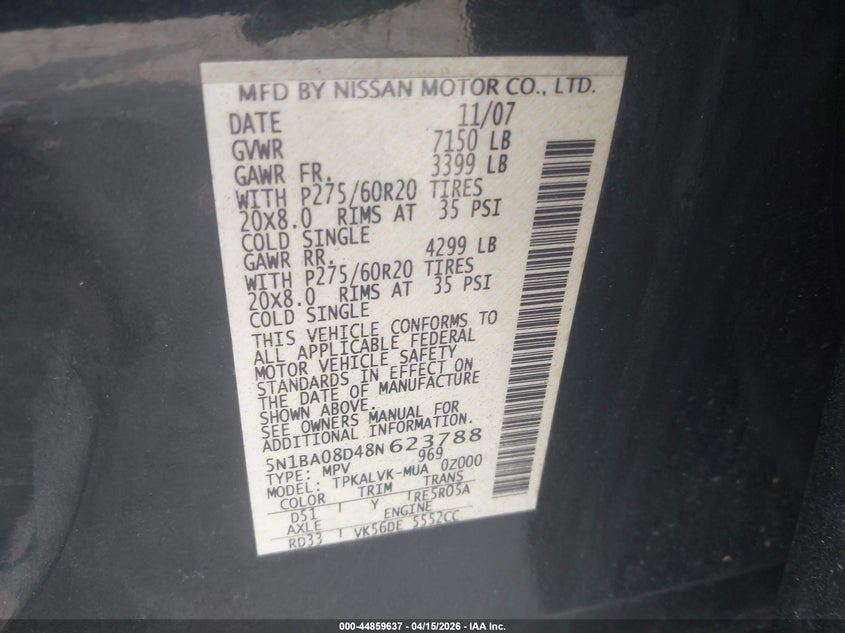 MFD BY NISSAN MOTOR CO., LTD.
DATE 11/07
GVWR 7150 LB
GAWR FR. 3399 LB
WITH P275/60R20 TIRES
20X8.0 RIMS AT 35 PSI
COLD SINGLE
GAWR RR. 4299 LB
WITH P275/60R20 TIRES
20X8.0 RIMS AT 35 PSI
COLD SINGLE
THIS VEHICLE CONFORMS TO
ALL APPLICABLE FEDERAL
MOTOR VEHICLE SAFETY
STANDARDS IN EFFECT ON
THE DATE OF MANUFACTURE
SHOWN ABOVE.
SEE OWNERS MANUAL FOR
ADDITIONAL INFORMATION.
5N1BA08D48N623788
TYPE: MPV 969
MODEL: TPKALVK-MUA 0Z000
COLOR TRIM TRANS
D51 Y RE5R05A
AXLE ENGINE
RD33 VK56DE 5552CC
000-44859637 - 04/15/2026 - IAA Inc.